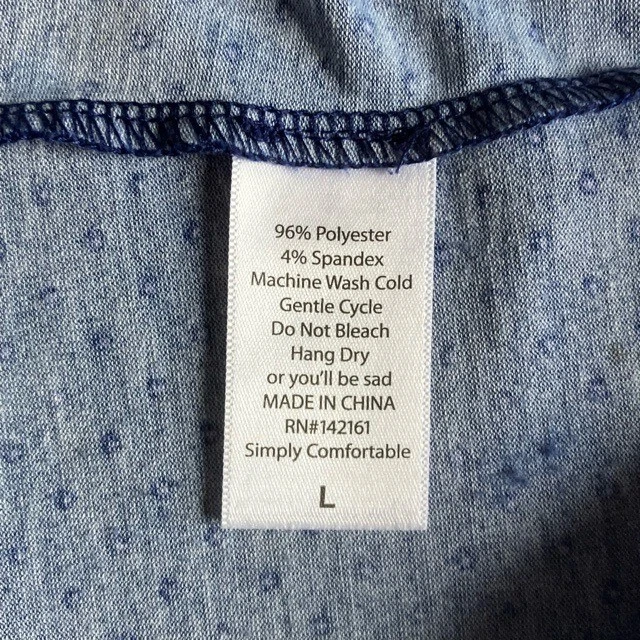 96% Polyester
4% Spandex
Machine Wash Cold
Gentle Cycle
Do Not Bleach
Hang Dry
or you'll be sad
MADE IN CHINA
RN#142161
Simply Comfortable
L